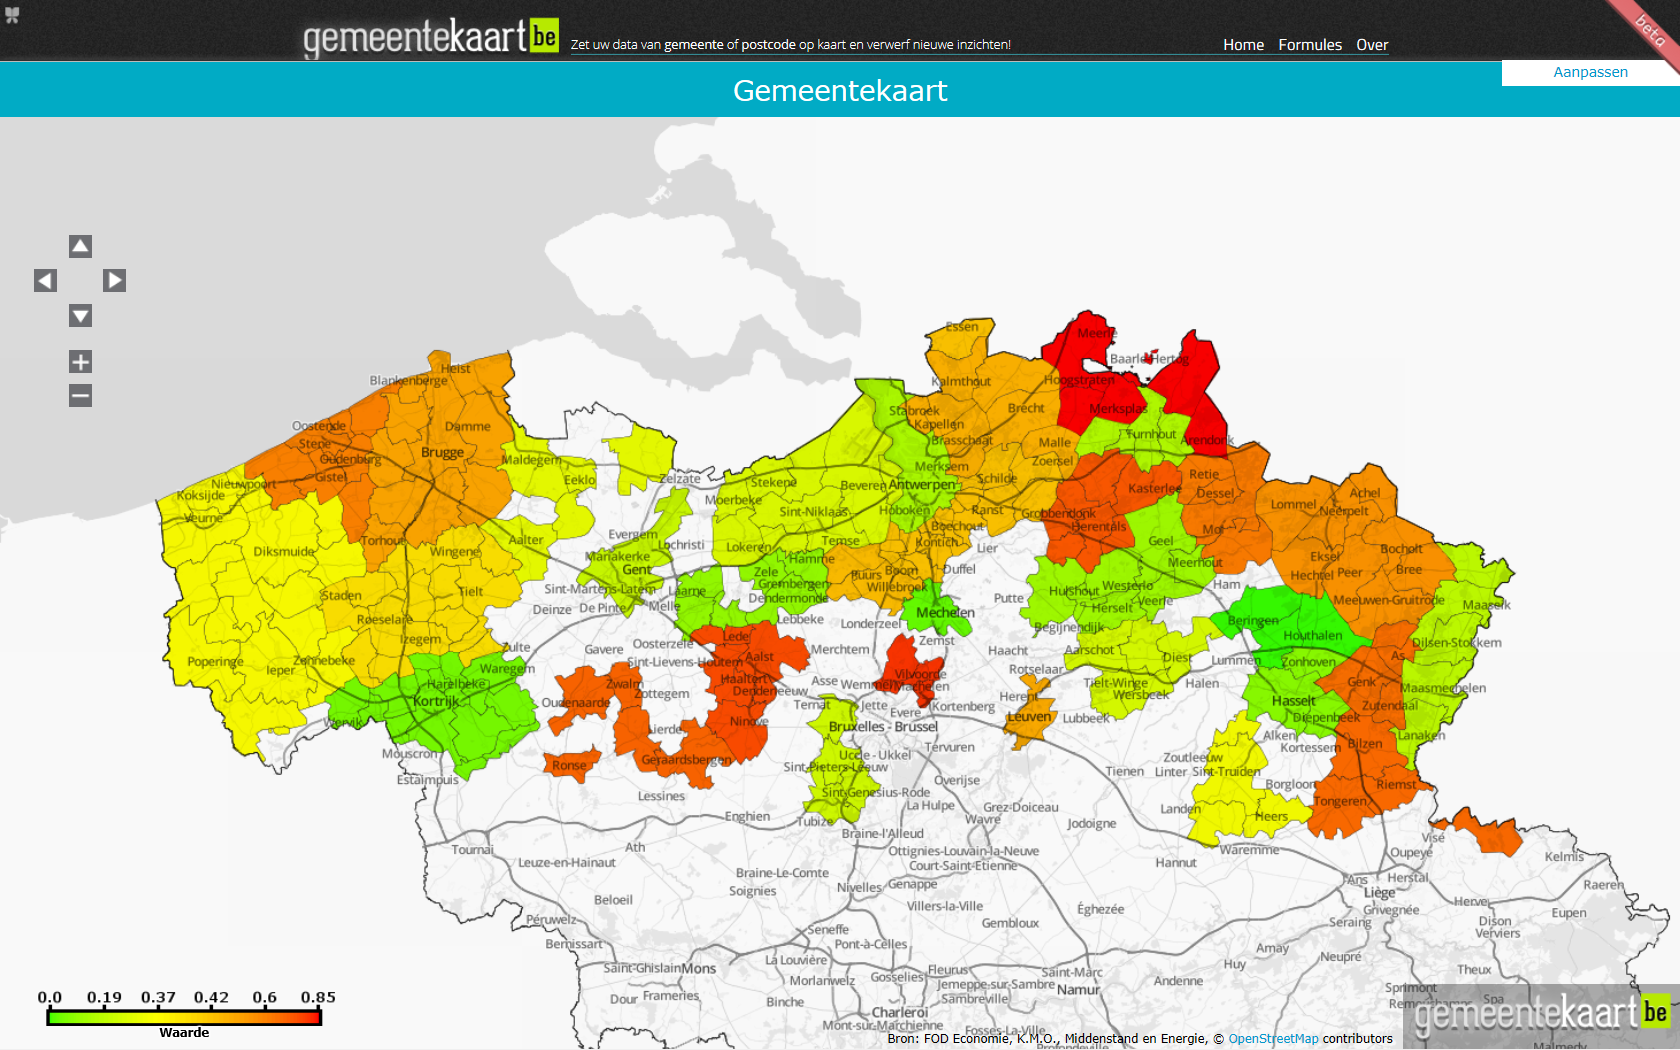 gemeentekaart be
Zet uw data van gemeente of postcode op kaart en verwerf nieuwe inzichten!
Home Formules Over
beta
Aanpassen
Gemeentekaart
Essen
Meerle
Baarle Hertog
Heist
Blankenberge
Kalmthout
Hoogstraten
Stabroek
Brecht
Merksplas
Oostende
Damme
Kapellen
Stene
Brasschaat
Malle
Turnhout
Arendonk
Brugge
Oudenburg
Maldegem
Zoersel
Gistel
Eeklo
Zelzate
Stekene
Merksem
Schilde
Retie
Kasterlee
Dessel
Nieuwpoort
Koksijde
Moerbeke
Beveren
Antwerpen
Achel
Lommel
Neerpelt
Veurne
Sint-Niklaas
Hoboken
Ranst
Grobbendonk
Herentals
Mol
Boechout
Torhout
Aalter
Evergem
Lochristi
Lokeren
Temse
Kontich
Lier
Geel
Diksmuide
Wingene
Mariakerke
Gent
Hamme
Zele
Puurs
Boom
Duffel
Meerhout
Bocholt
Eksel
Bree
Hechtel
Peer
Staden
Tielt
Sint-Martens-Latem
Laarne
Grembergen
Willebroek
Dendermonde
Hulshout
Westerlo
Ham
Veerle
Herselt
Meeuwen-Gruitrode
Maaseik
Deinze
De Pinte
Melle
Putte
Mechelen
Roeselare
Lebbeke
Londerzeel
Beringen
Begijnendijk
Izegem
Houthalen
Zulte
Gavere
Oosterzele
Lede
Zemst
Merchtem
Haacht
Aarschot
Dilsen-Stokkem
As
Poperinge
Zonnebeke
Ieper
Waregem
Sint-Lievens-Houtem
Aalst
Diest
Lummen
Zonhoven
Rotselaar
Harelbeke
Zwalm
Haaltert
Asse
Wemmel
Vilvoorde
Machelen
Tielt-Winge
Halen
Genk
Maasmechelen
Kortrijk
Oudenaarde
Zottegem
Denderleeuw
Ternat
Jette
Evere
Kortenberg
Herent
Wersbeek
Hasselt
Zutendaal
Wervik
Lierde
Ninove
Bruxelles - Brussel
Leuven
Lubbeek
Diepenbeek
Alken
Lanaken
Mouscron
Ronse
Geraardsbergen
Uccle - Ukkel
Tervuren
Kortessem
Bilzen
Zoutleeuw
Estaimpuis
Sint-Pieters-Leeuw
Overijse
Tienen
Linter
Sint-Truiden
Borgloon
Riemst
Lessines
Sint-Genesius-Rode
La Hulpe
Grez-Doiceau
Landen
Tongeren
Enghien
Tubize
Wavre
Jodoigne
Heers
Braine-l'Alleud
Visé
Tournai
Ath
Ottignies-Louvain-la-Neuve
Waremme
Oupeye
Kelmis
Leuze-en-Hainaut
Court-Saint-Etienne
Hannut
Braine-Le-Comte
Soignies
Nivelles
Genappe
Ans
Herstal
Raeren
Liège
Beloeil
Villers-la-Ville
Éghezée
Grivegnée
Herve
Eupen
Péruwelz
Gembloux
Seraing
Dison
Verviers
Seneffe
Bernissart
Pont-à-Celles
Amay
Neupré
La Louvière
Huy
Theux
Saint-Ghislain
Mons
Fleurus
Saint-Marc
Morlanwelz
Gosselies
Jemeppe-sur-Sambre
Namur
Andenne
Sprimont
Dour
Frameries
Binche
Sambreville
Remouchamps
Spa
Charleroi
Mont-sur-Marchienne
Fosses-La-Ville
Profondeville
Malmedy
0.0 0.19 0.37 0.42 0.6 0.85
Waarde
gemeentekaart be
Bron: FOD Economie, K.M.O., Middenstand en Energie, © OpenStreetMap contributors